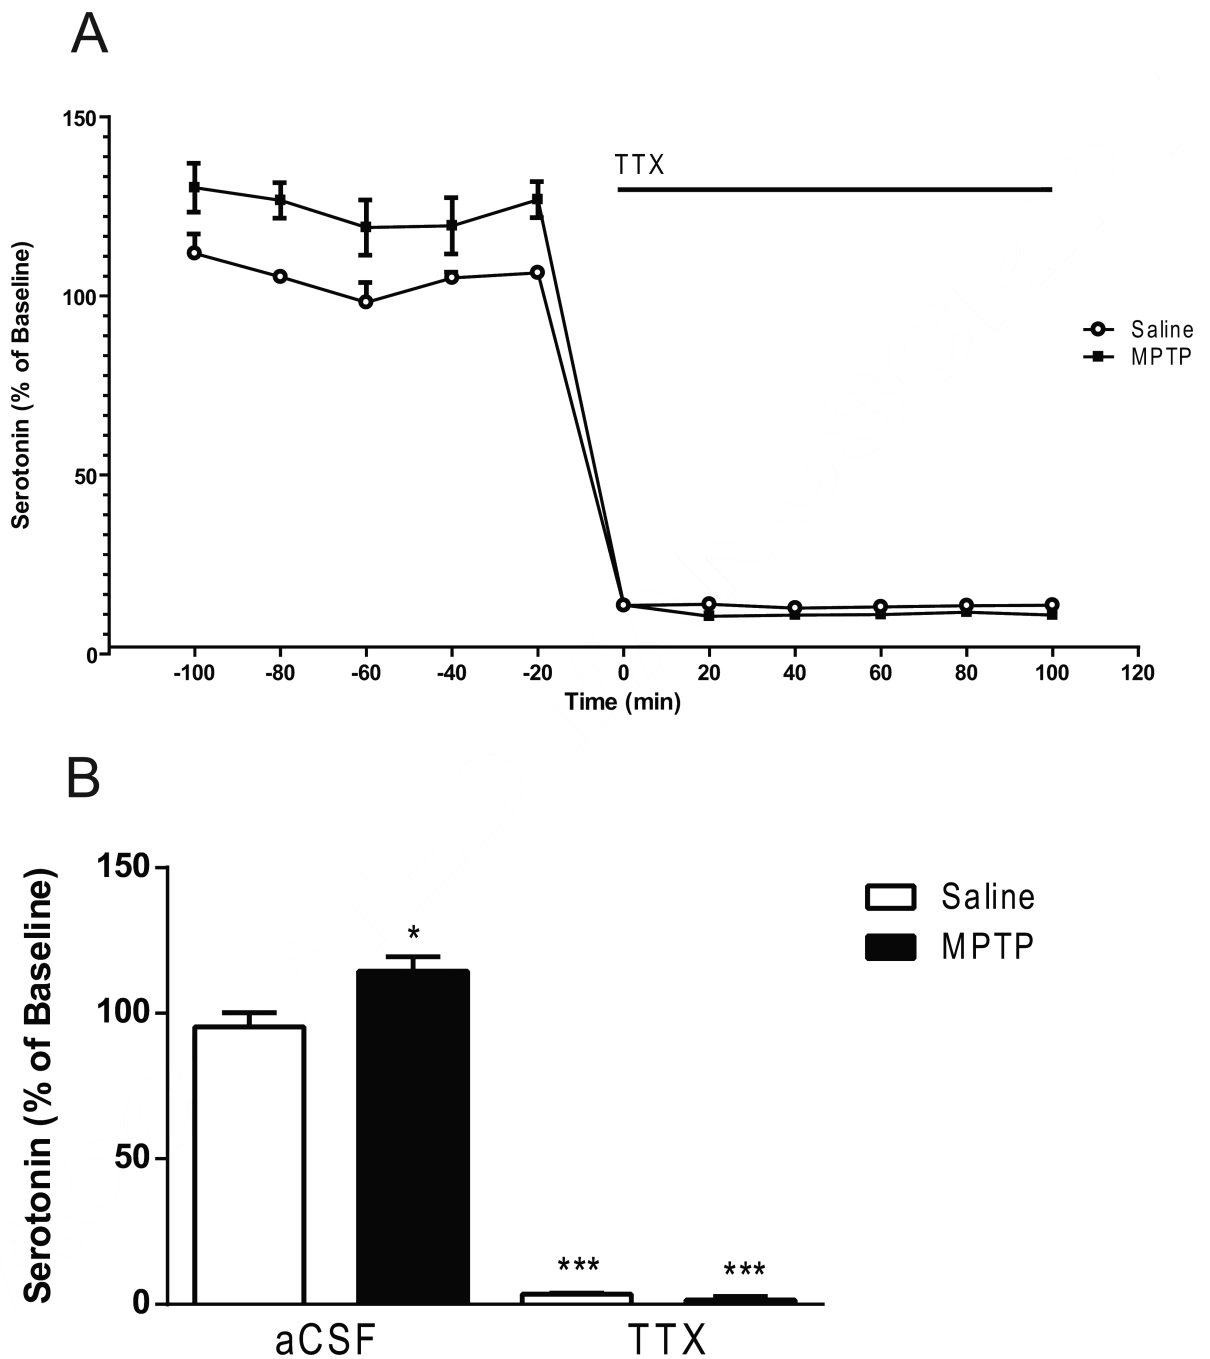 A
150
100
50
0
Serotonin (% of Baseline)
TTX
Saline
MPTP
-100 -80 -60 -40 -20 0 20 40 60 80 100 120
Time (min)
B
150
100
50
0
Serotonin (% of Baseline)
*
***
***
Saline
MPTP
aCSF TTX